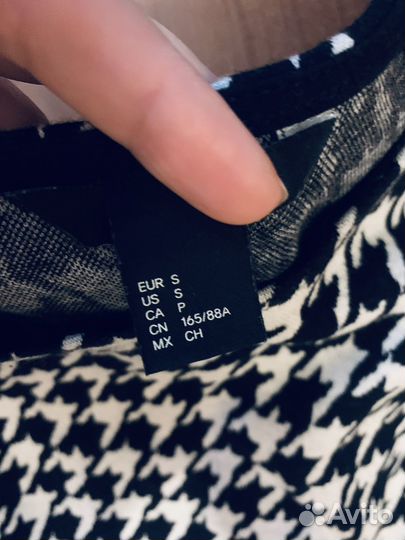 EUR S
US S
CA P
CN 165/88A
MX CH
Avito